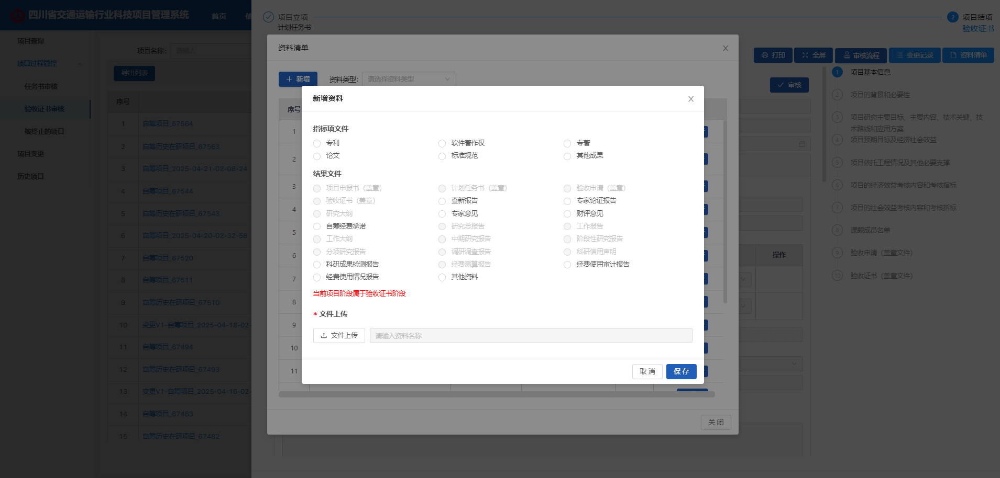 四川省交通运输行业科技项目管理系统
首页
信
项目立项
计划任务书
2
项目结项
验收证书
项目查询
项目过程管控
任务书审核
验收证书审核
被终止的项目
项目变更
历史项目
项目名称:
请输入
导出列表
序号
1 自筹项目_67564
2 自筹历史在研项目_67563
3 自筹项目_2025-04-21-02-08-24
4 自筹项目_67544
5 自筹历史在研项目_67543
6 自筹项目_2025-04-20-02-32-58
7 自筹项目_67520
8 自筹项目_67511
9 自筹历史在研项目_67510
10 变更V1-自筹项目_2025-04-18-02-
11 自筹项目_67494
12 自筹历史在研项目_67493
13 变更V1-自筹项目_2025-04-16-02-
14 自筹项目_67483
15 自筹历史在研项目_67482
资料清单
新增
资料类型:
请选择资料类型
序号
1
2
3
4
5
6
7
8
9
10
11
关 闭
新增资料
指标项文件
专利 软件著作权 专著
论文 标准规范 其他成果
结果文件
项目申报书（盖章） 计划任务书（盖章） 验收申请（盖章）
验收证书（盖章） 查新报告 专家论证报告
研究大纲 专家意见 财评意见
自筹经费承诺 研究总报告 工作报告
工作大纲 中期研究报告 阶段性研究报告
分项研究报告 调研调查报告 科研信用声明
科研成果检测报告 经费测算报告 经费使用审计报告
经费使用情况报告 其他资料
当前项目阶段属于验收证书阶段
* 文件上传
文件上传
请输入资料名称
取 消
保 存
打印
全屏
审核流程
变更记录
资料清单
审核
操作
1 项目基本信息
2 项目的背景和必要性
3 项目研究主要目标、主要内容、技术关键、技
术路线和应用方案
4 项目预期目标及经济社会效益
5 项目依托工程情况及其他必要支撑
6 项目的经济效益考核内容和考核指标
7 项目的社会效益考核内容和考核指标
8 课题成员名单
9 验收申请（盖章文件）
10 验收证书（盖章文件）